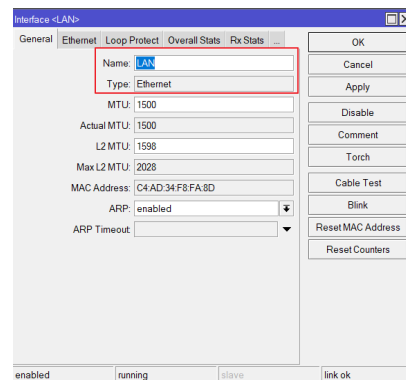 Interface <LAN>
General Ethernet Loop Protect Overall Stats Rx Stats ...
Name: LAN
Type: Ethernet
MTU: 1500
Actual MTU: 1500
L2 MTU: 1598
Max L2 MTU: 2028
MAC Address: C4:AD:34:F8:FA:8D
ARP: enabled
ARP Timeout:
OK
Cancel
Apply
Disable
Comment
Torch
Cable Test
Blink
Reset MAC Address
Reset Counters
enabled running slave link ok